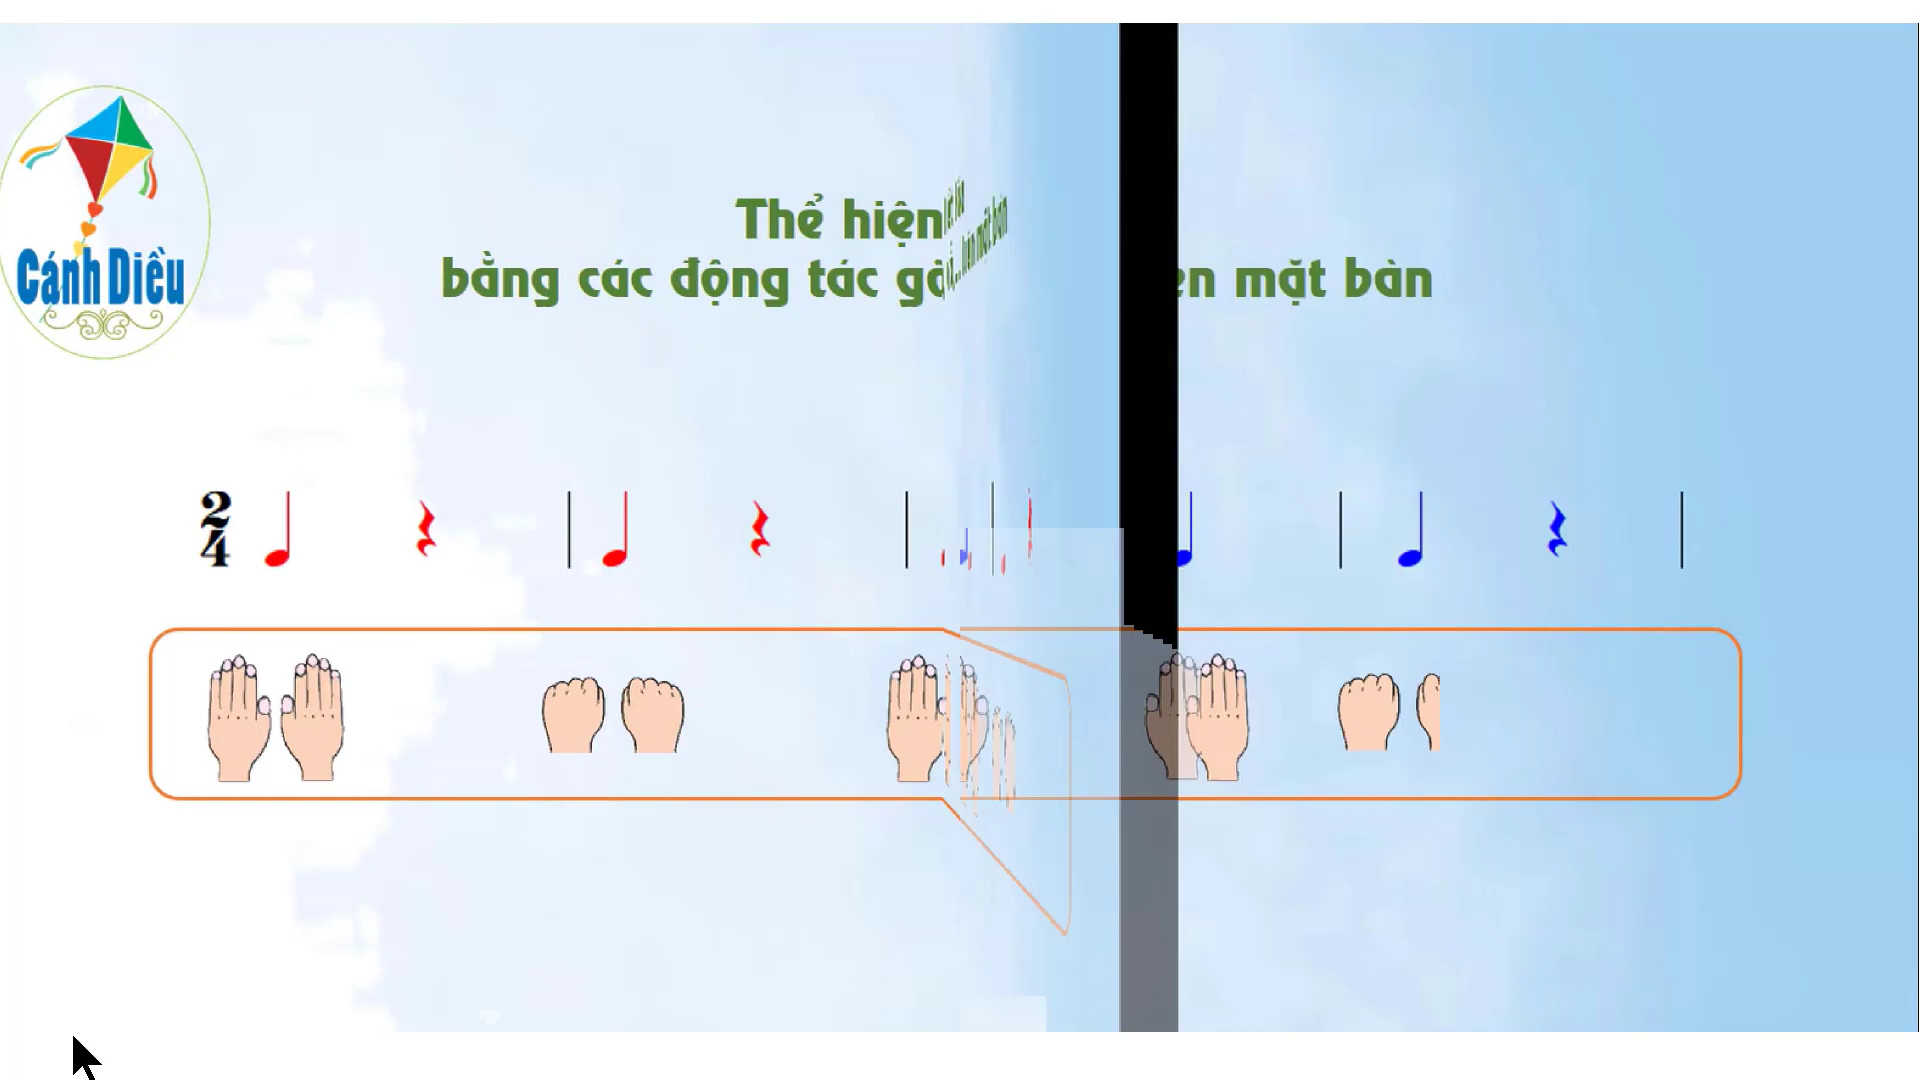 Cánh Diều
Thể hiện
bằng các động tác gõ mặt bàn
2
4